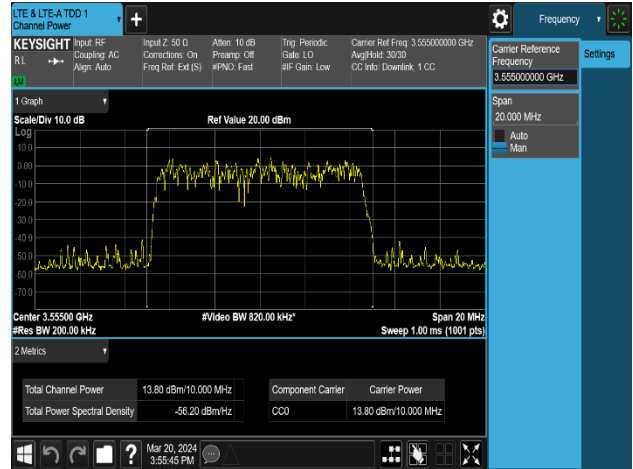 LTE & LTE-A TDD 1
Channel Power
Frequency
KEYSIGHT
RL
Input: RF
Coupling: AC
Align: Auto
Input Z: 50 Ω
Corrections: On
Freq Ref: Ext (S)
Atten: 10 dB
Preamp: Off
#PNO: Fast
Trig: Periodic
Gate: LO
#IF Gain: Low
Carrier Ref Freq: 3.555000000 GHz
Avg|Hold: 30/30
CC Info: Downlink, 1 CC
Carrier Reference
Frequency
3.555000000 GHz
Settings
Span
20.000 MHz
Auto
Man
1 Graph
Scale/Div 10.0 dB
Ref Value 20.00 dBm
Log
10.0
0.00
-10.0
-20.0
-30.0
-40.0
-50.0
-60.0
-70.0
Center 3.55500 GHz
#Video BW 820.00 kHz*
Span 20 MHz
#Res BW 200.00 kHz
Sweep 1.00 ms (1001 pts)
2 Metrics
Total Channel Power 13.80 dBm/10.000 MHz
Total Power Spectral Density -56.20 dBm/Hz
Component Carrier Carrier Power
CC0 13.80 dBm/10.000 MHz
?
Mar 20, 2024
3:55:45 PM